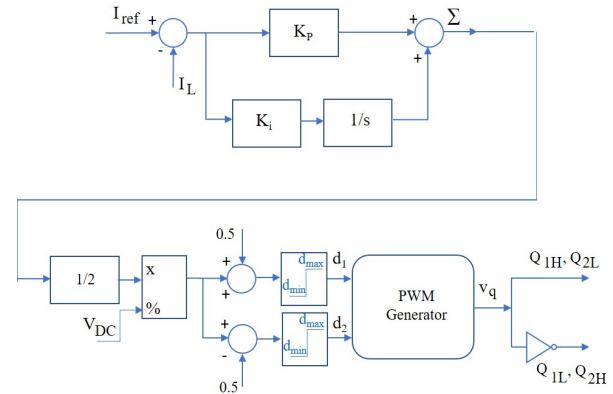 I_ref
+
-
I_L
K_P
K_i
1/s
+
+
Σ
1/2
x
%
V_DC
0.5
+
+
+
-
0.5
d_max
d_min
d_1
d_max
d_min
d_2
PWM
Generator
v_q
Q_1H, Q_2L
Q_1L, Q_2H